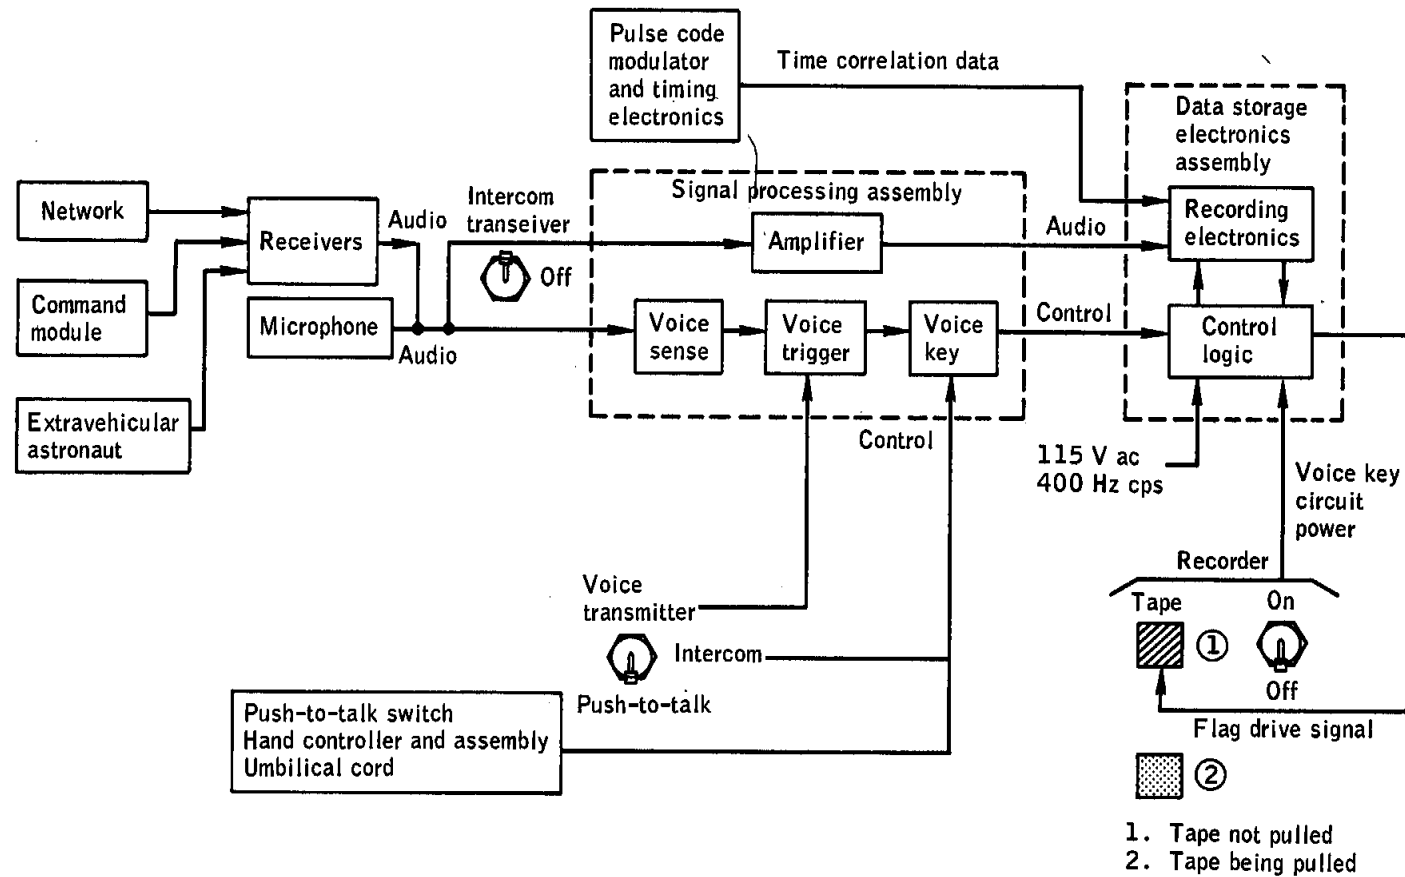 Pulse code
modulator
and timing
electronics
Time correlation data
Data storage
electronics
assembly
Network
Receivers
Audio
Intercom
transeiver
Off
Signal processing assembly
Amplifier
Audio
Recording
electronics
Command
module
Microphone
Audio
Voice
sense
Voice
trigger
Voice
key
Control
Control
logic
Extravehicular
astronaut
Control
115 V ac
400 Hz cps
Voice key
circuit
power
Voice
transmitter
Intercom
Push-to-talk
Recorder
Tape
On
1
Off
Flag drive signal
Push-to-talk switch
Hand controller and assembly
Umbilical cord
2
1. Tape not pulled
2. Tape being pulled